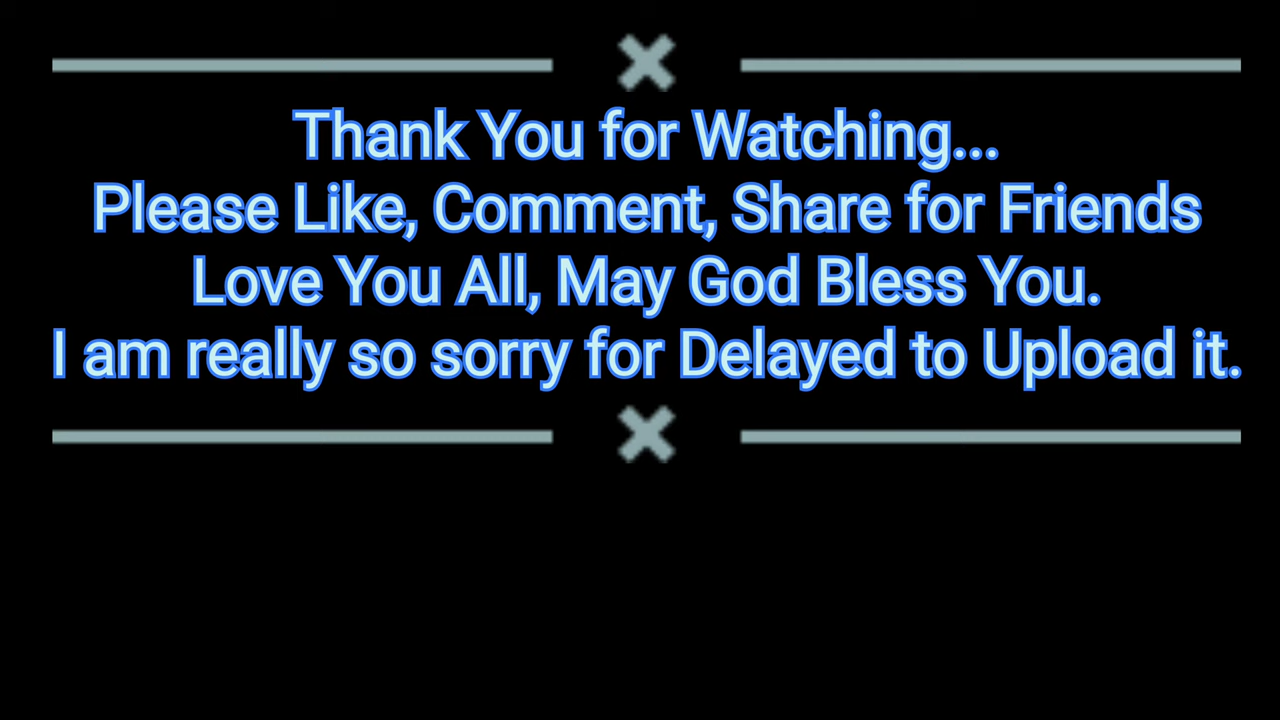 Thank You for Watching...
Please Like, Comment, Share for Friends
Love You All, May God Bless You.
I am really so sorry for Delayed to Upload it.